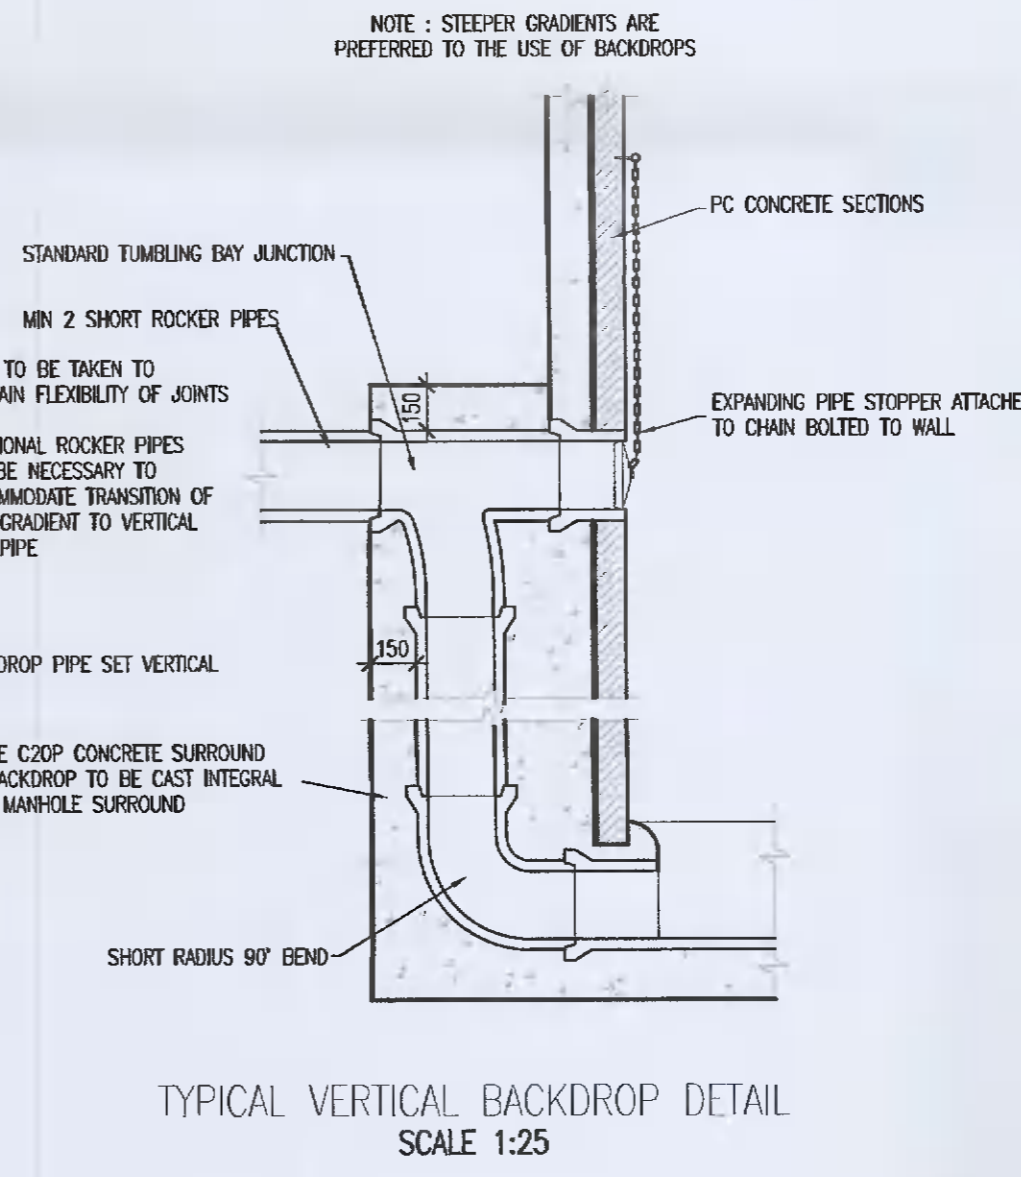 NOTE : STEEPER GRADIENTS ARE
PREFERRED TO THE USE OF BACKDROPS
PC CONCRETE SECTIONS
STANDARD TUMBLING BAY JUNCTION
MIN 2 SHORT ROCKER PIPES
TO BE TAKEN TO
AIN FLEXIBILITY OF JOINTS
150
EXPANDING PIPE STOPPER ATTACHE
TO CHAIN BOLTED TO WALL
IONAL ROCKER PIPES
BE NECESSARY TO
MMODATE TRANSITION OF
GRADIENT TO VERTICAL
PIPE
150
DROP PIPE SET VERTICAL
E C20P CONCRETE SURROUND
ACKDROP TO BE CAST INTEGRAL
MANHOLE SURROUND
SHORT RADIUS 90° BEND
TYPICAL VERTICAL BACKDROP DETAIL
SCALE 1:25